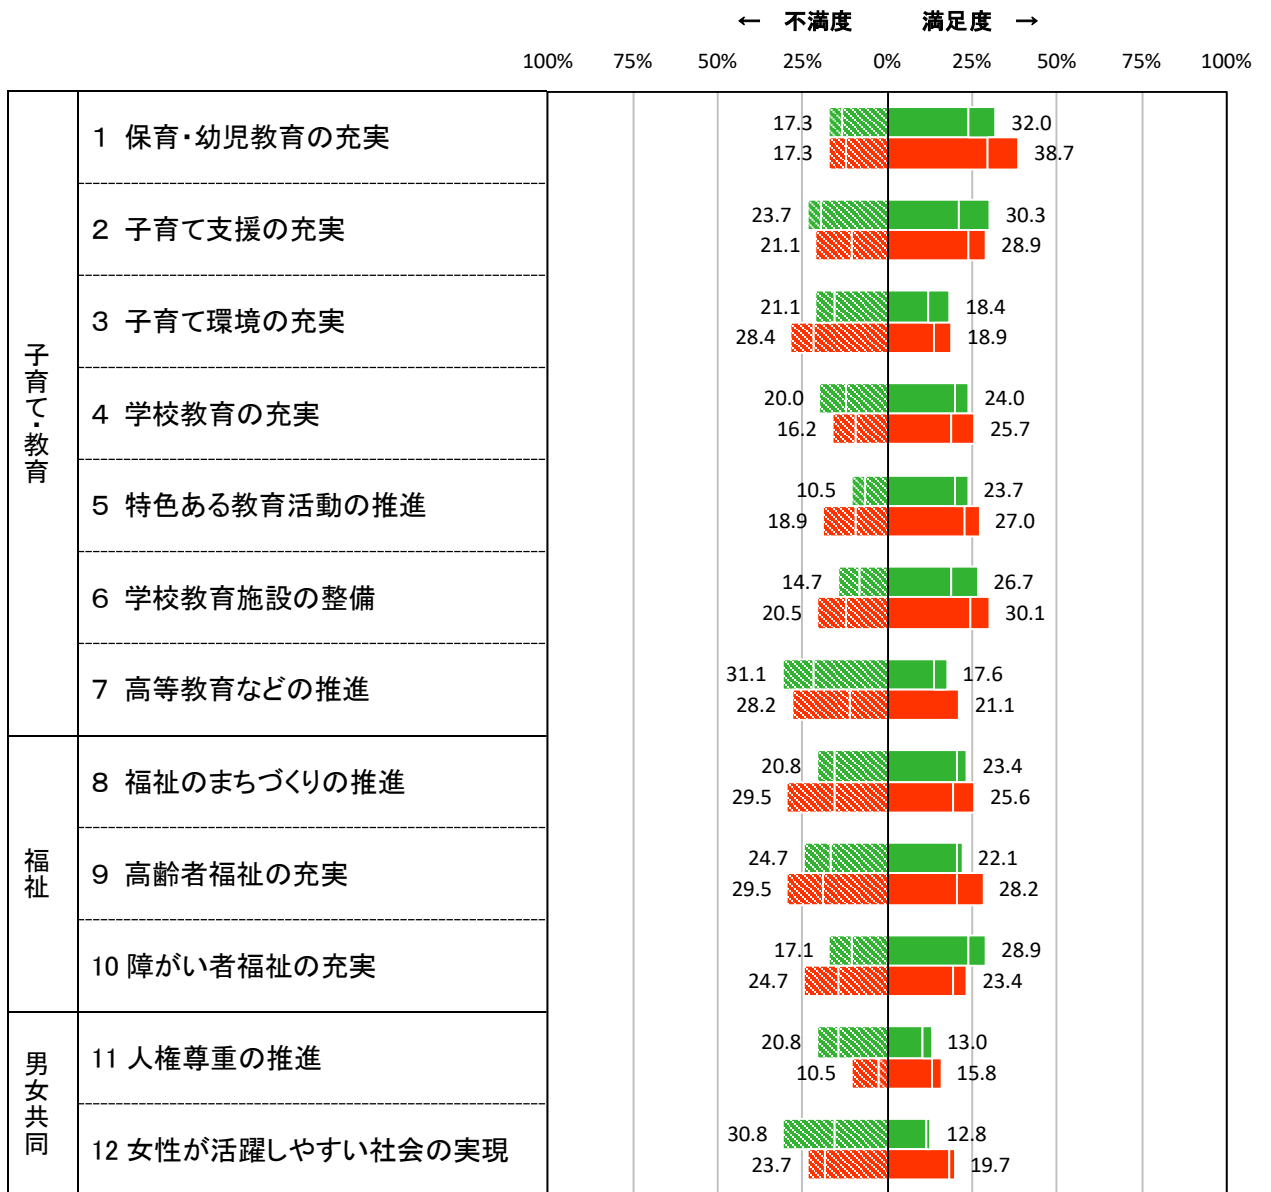 ← 不満度 満足度 →
100% 75% 50% 25% 0% 25% 50% 75% 100%
子育て・教育
1 保育・幼児教育の充実
17.3 32.0
17.3 38.7
2 子育て支援の充実
23.7 30.3
21.1 28.9
3 子育て環境の充実
21.1 18.4
28.4 18.9
4 学校教育の充実
20.0 24.0
16.2 25.7
5 特色ある教育活動の推進
10.5 23.7
18.9 27.0
6 学校教育施設の整備
14.7 26.7
20.5 30.1
7 高等教育などの推進
31.1 17.6
28.2 21.1
福祉
8 福祉のまちづくりの推進
20.8 23.4
29.5 25.6
9 高齢者福祉の充実
24.7 22.1
29.5 28.2
10 障がい者福祉の充実
17.1 28.9
24.7 23.4
男女共同
11 人権尊重の推進
20.8 13.0
10.5 15.8
12 女性が活躍しやすい社会の実現
30.8 12.8
23.7 19.7